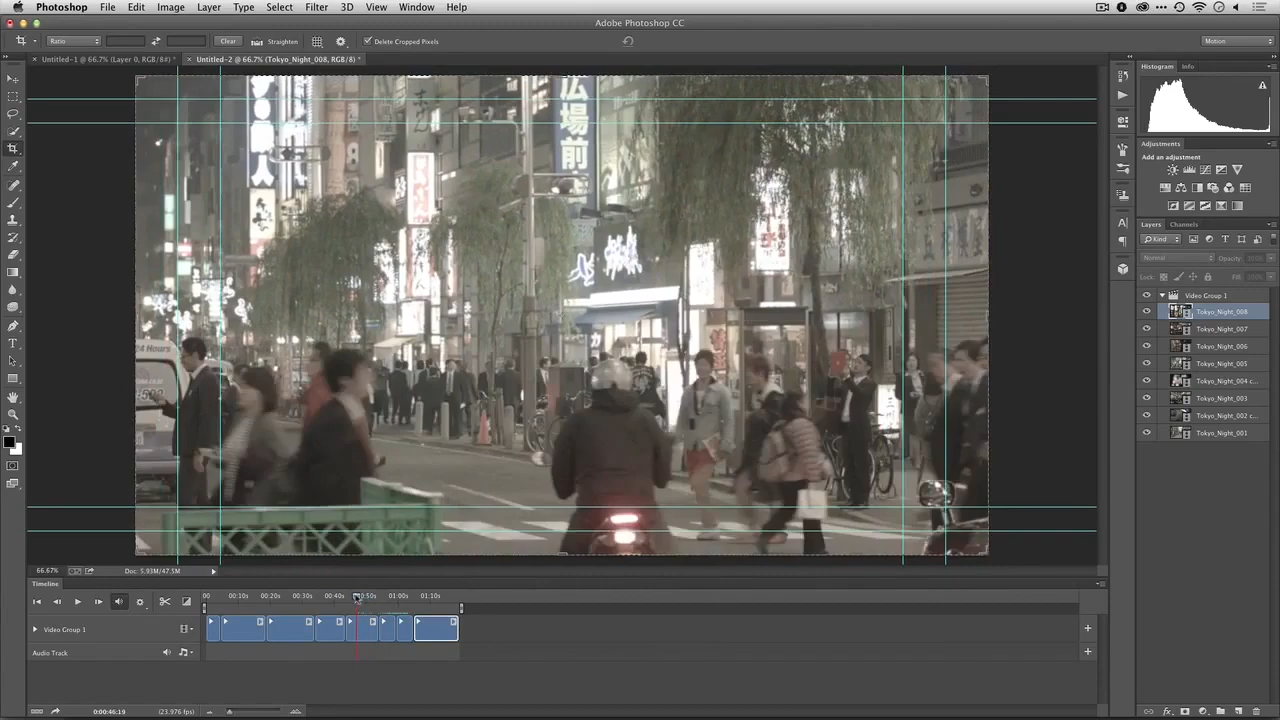 Photoshop File Edit Image Layer Type Select Filter 3D View Window Help
Adobe Photoshop CC
Ratio Clear Straighten Delete Cropped Pixels Motion
Untitled-1 @ 66.7% (Layer 0, RGB/8#) *
Untitled-2 @ 66.7% (Tokyo_Night_008, RGB/8) *
Histogram Info
Adjustments
Add an adjustment
Layers Channels
Kind
Normal Opacity:
Lock: Fill:
Video Group 1
Tokyo_Night_008
Tokyo_Night_007
Tokyo_Night_006
Tokyo_Night_005
Tokyo_Night_004 c...
Tokyo_Night_003
Tokyo_Night_002 c...
Tokyo_Night_001
広場前
24 Hours
66.67% Doc: 5.93M/47.5M
Timeline
00 00:10s 00:20s 00:30s 00:40s 00:50s 01:00s 01:10s
Video Group 1
Audio Track
0:00:46:19 (23.976 fps)